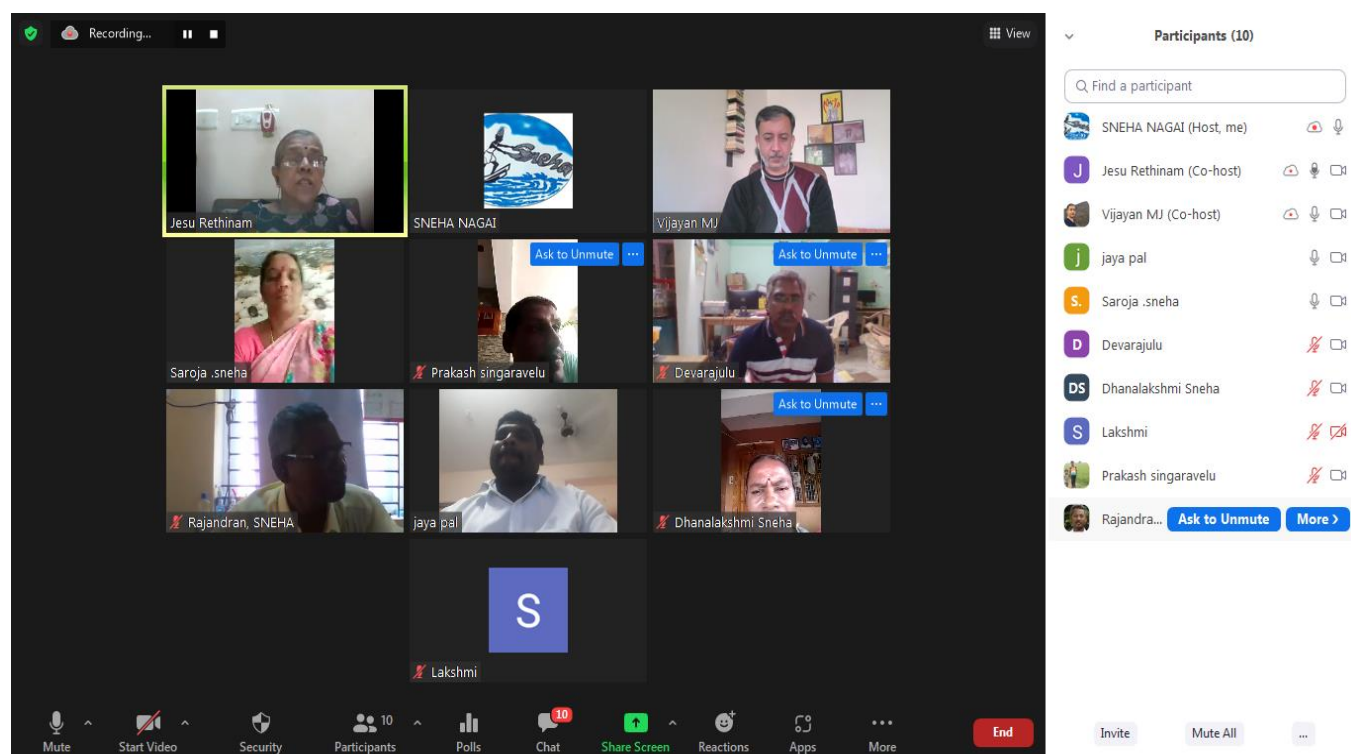 Recording...
View
Jesu Rethinam
Sneha
SNEHA NAGAI
Vijayan MJ
Saroja .sneha
Ask to Unmute ...
Prakash singaravelu
Ask to Unmute ...
Devarajulu
Rajandran, SNEHA
jaya pal
Ask to Unmute ...
Dhanalakshmi Sneha
S
Lakshmi
Mute
Start Video
Security
10
Participants
Polls
10
Chat
Share Screen
Reactions
Apps
More
End
Participants (10)
Find a participant
SNEHA NAGAI (Host, me)
J Jesu Rethinam (Co-host)
Vijayan MJ (Co-host)
j jaya pal
S. Saroja .sneha
D Devarajulu
DS Dhanalakshmi Sneha
S Lakshmi
Prakash singaravelu
Rajandra... Ask to Unmute More >
Invite Mute All ...